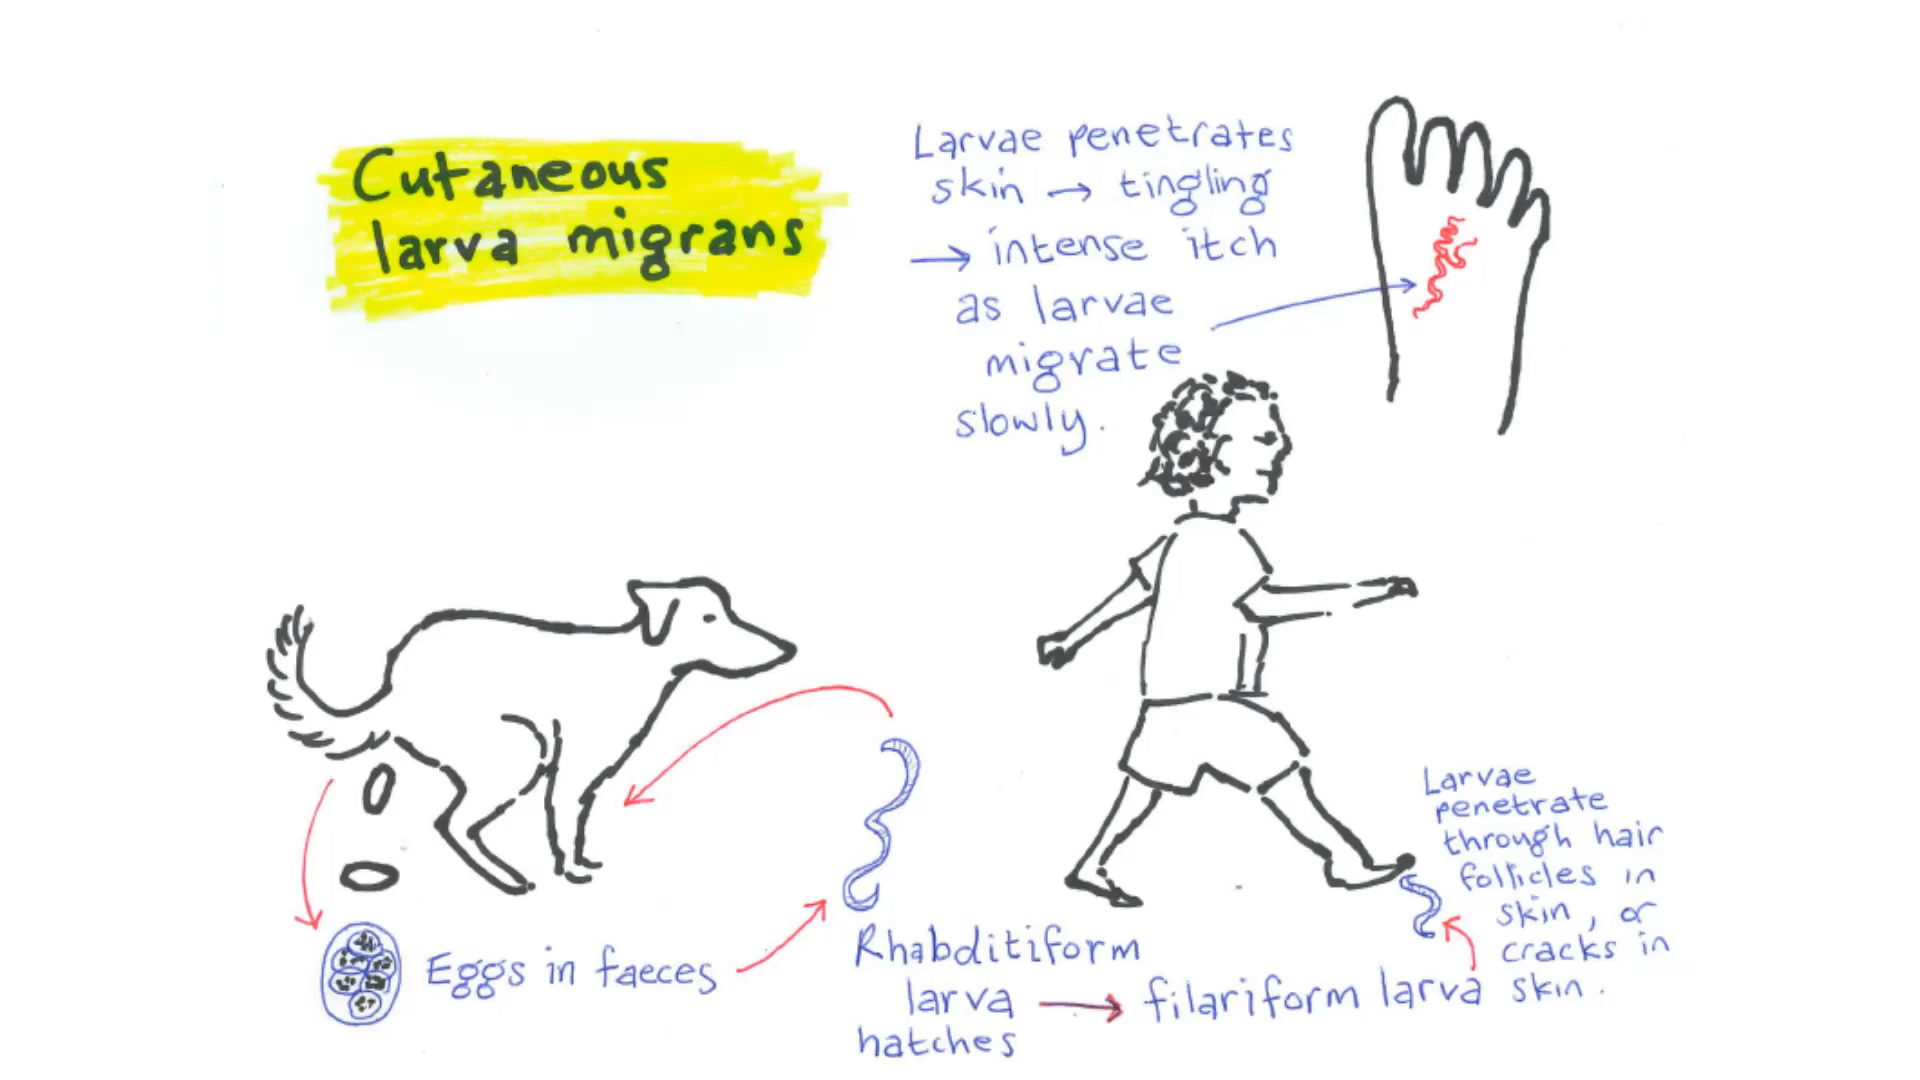 Cutaneous
larva migrans
Larvae penetrates
skin → tingling
→ intense itch
as larvae
migrate
slowly.
Eggs in faeces
Rhabditiform
larva → filariform larva
hatches
Larvae
penetrate
through hair
follicles in
skin, or
cracks in
skin.